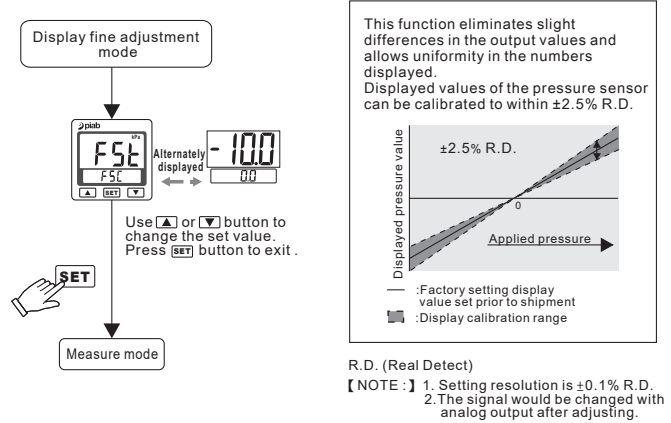 Display fine adjustment
mode
piab
kPa
FSt
FSC
▲ SET ▼
Alternately
displayed
-10.0
0.0
Use ▲ or ▼ button to
change the set value.
Press SET button to exit .
SET
Measure mode
This function eliminates slight
differences in the output values and
allows uniformity in the numbers
displayed.
Displayed values of the pressure sensor
can be calibrated to within ±2.5% R.D.
Displayed pressure value
±2.5% R.D.
0
Applied pressure
:Factory setting display
value set prior to shipment
:Display calibration range
R.D. (Real Detect)
【 NOTE : 】 1. Setting resolution is ±0.1% R.D.
2.The signal would be changed with
analog output after adjusting.